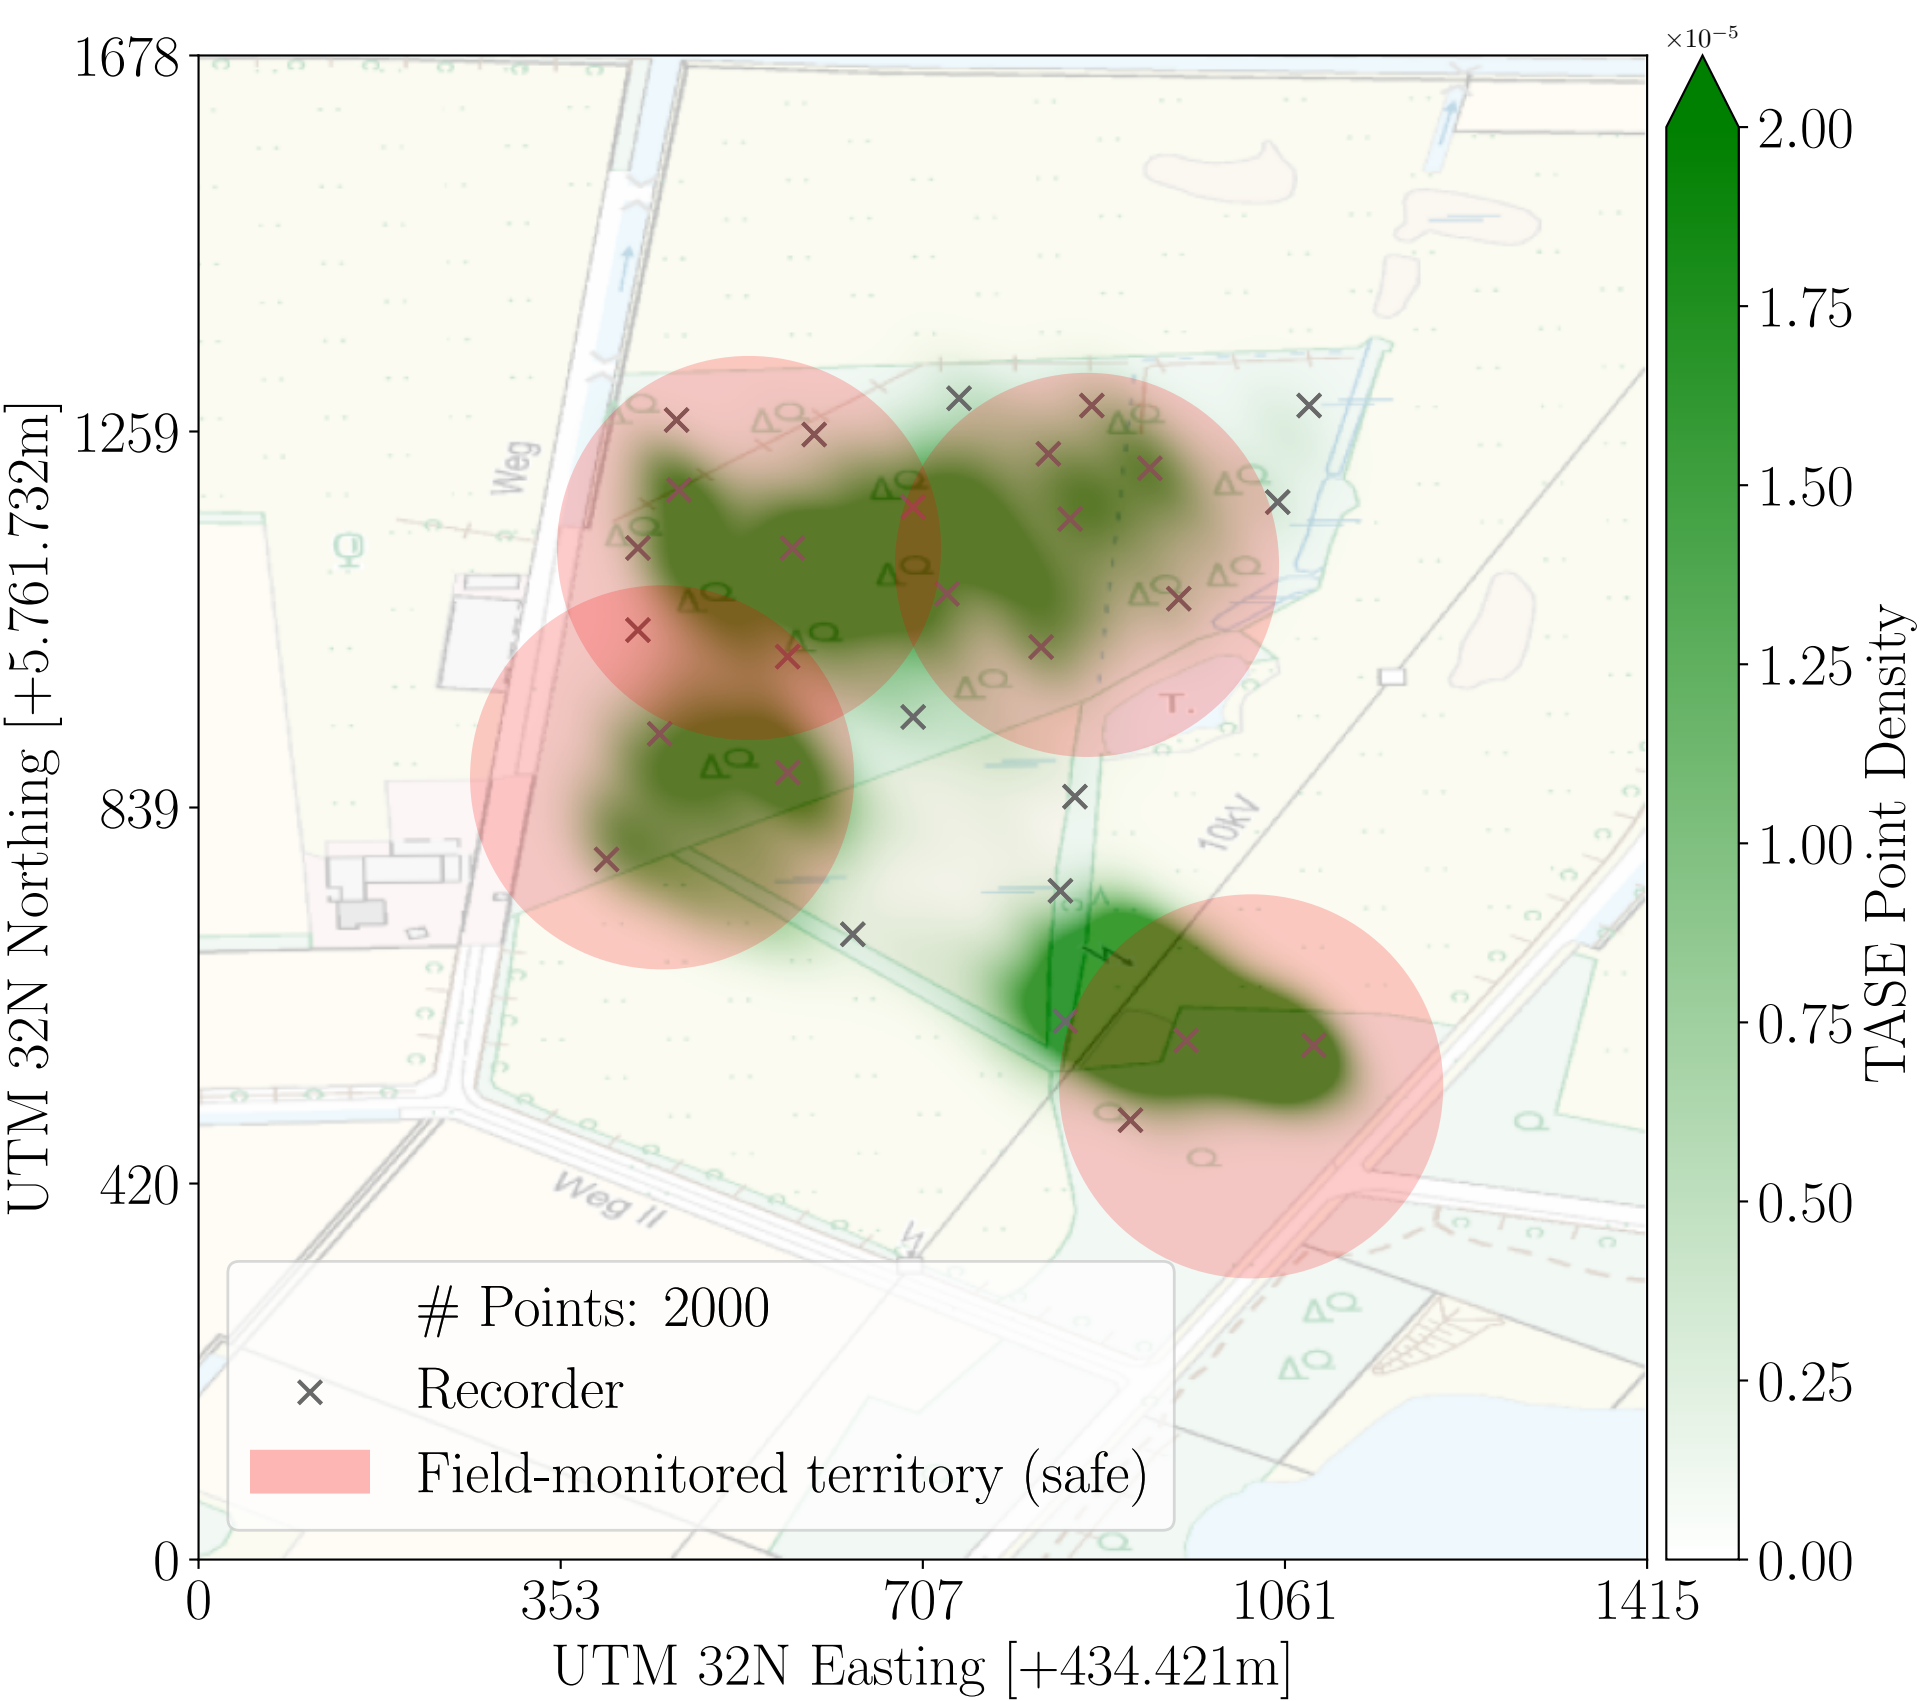 ×10⁻⁵
1678
1259
839
420
0
UTM 32N Northing [+5.761.732m]
0
353
707
1061
1415
UTM 32N Easting [+434.421m]
2.00
1.75
1.50
1.25
1.00
0.75
0.50
0.25
0.00
TASE Point Density
Weg
T.
10kV
Weg II
# Points: 2000
Recorder
Field-monitored territory (safe)